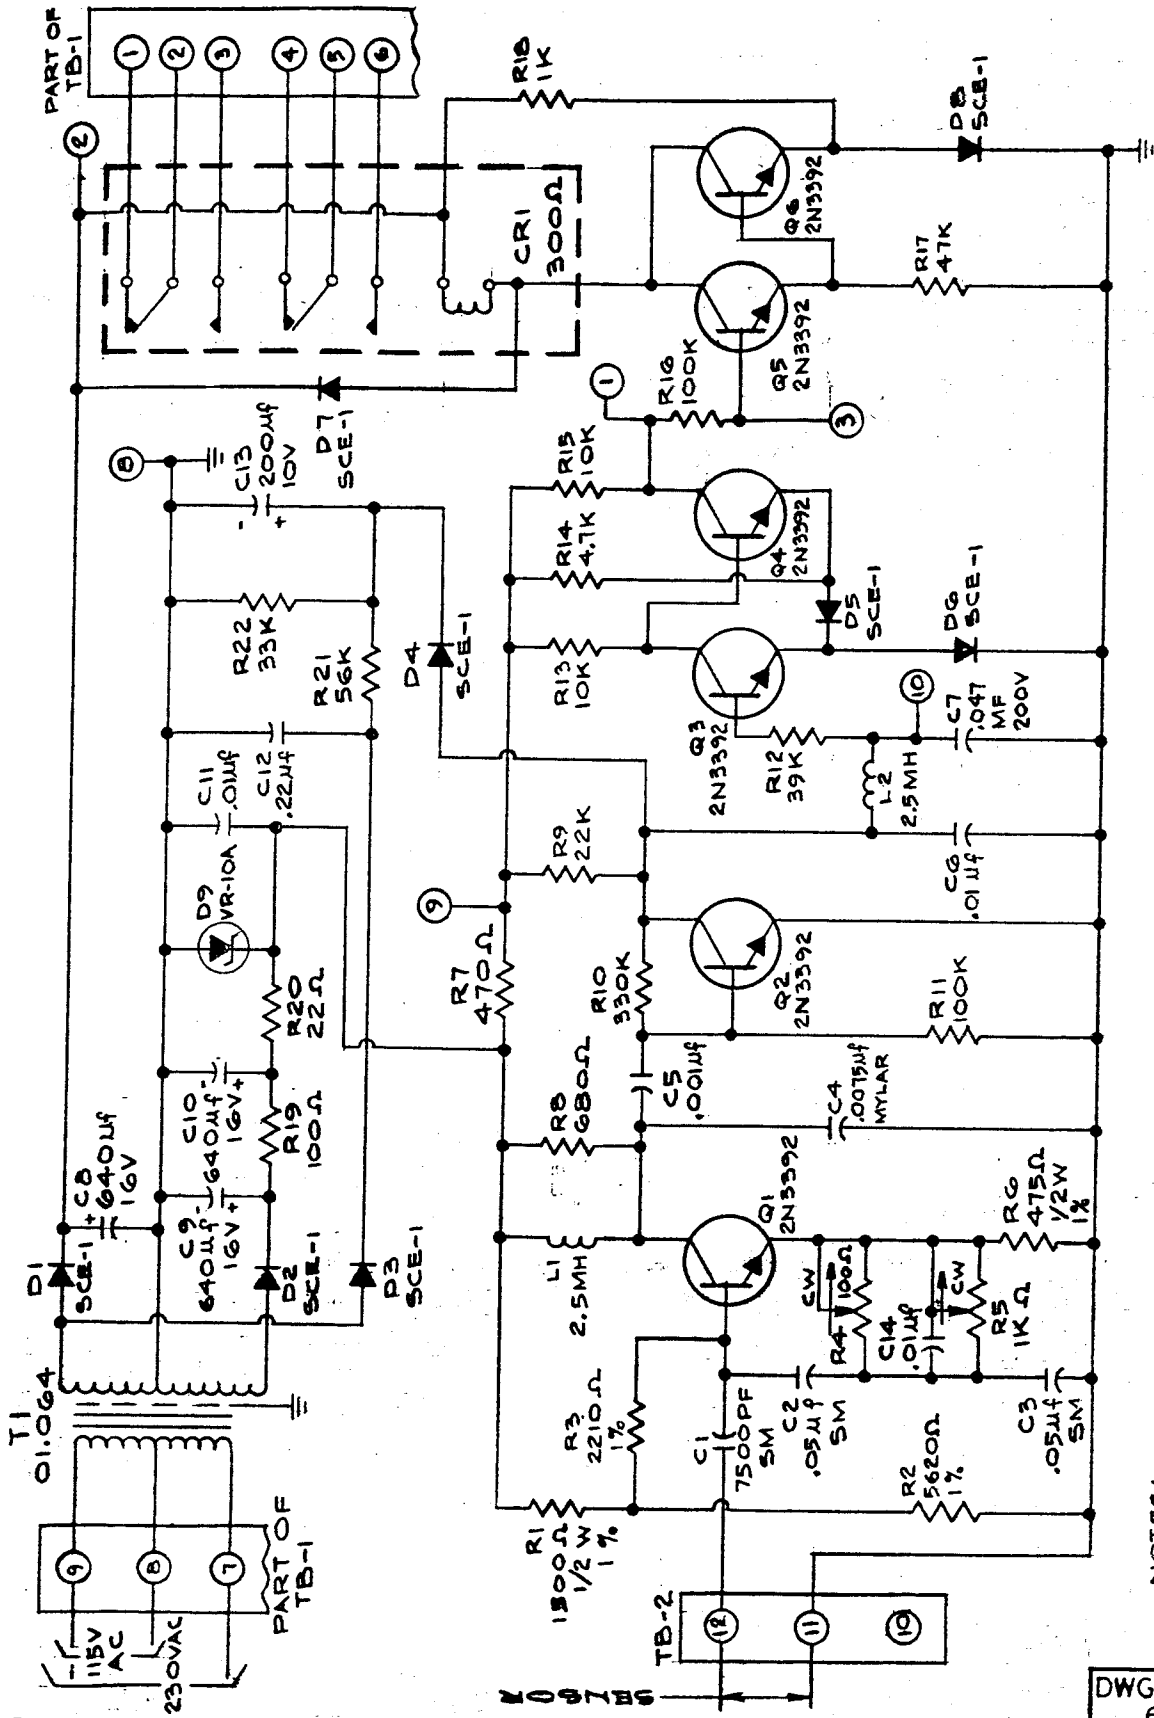 PART OF
TB-1
1
2
3
4
5
6
2
R18
1K
CR1
300Ω
D8
SCE-1
Q6
2N3392
R17
47K
Q5
2N3392
R16
100K
1
3
D7
SCE-1
8
C13
200µf
10V
-
+
R15
10K
R14
4.7K
Q4
2N3392
D5
SCE-1
D6
SCE-1
R22
33K
R21
56K
D4
SCE-1
R13
10K
Q3
2N3392
R12
39K
10
C7
.047
MF
200V
L2
2.5MH
C6
.01µf
C11
.01µf
C12
.22µf
D9
VR-10A
R20
22Ω
9
R9
22K
R7
470Ω
R10
330K
Q2
2N3392
R11
100K
C10
640µf
-
16V+
R19
100Ω
R8
680Ω
C5
.001µf
C4
.0075µf
MYLAR
+
C8
640µf
16V
C9
640µf
-
16V+
D1
SCE-1
D2
SCE-1
D3
SCE-1
L1
2.5MH
Q1
2N3392
R6
475Ω
1/2W
1%
CW
100Ω
R4
C14
.01µf
CW
R5
1KΩ
T1
01.064
R3
2210Ω
1%
C1
7500PF
SM
C2
.05µf
SM
C3
.05µf
SM
R2
5620Ω
1%
R1
1500Ω
1/2 W
1%
9
8
7
PART OF
TB-1
115V
AC
230VAC
TB-2
12
11
10
SENSOR
DWG